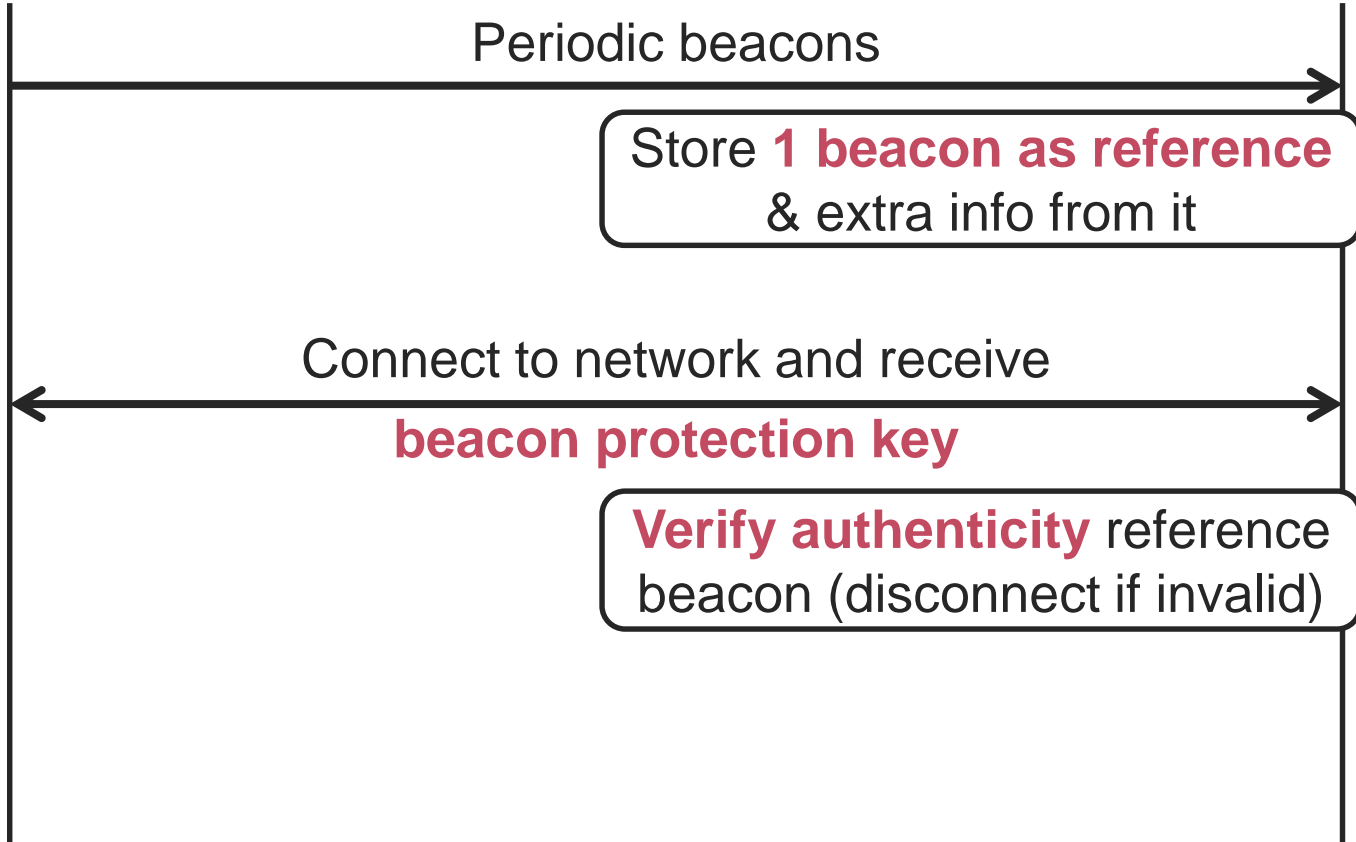 Periodic beacons
Store 1 beacon as reference
& extra info from it
Connect to network and receive
beacon protection key
Verify authenticity reference
beacon (disconnect if invalid)